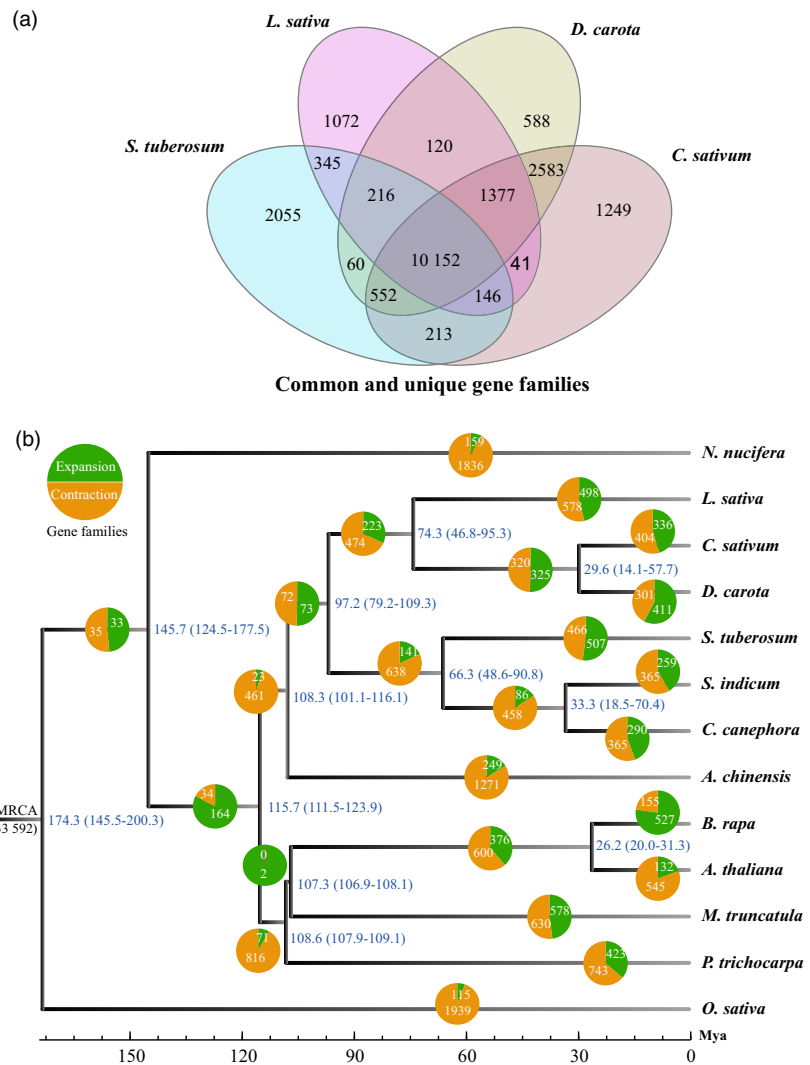 (a)
L. sativa
D. carota
S. tuberosum
C. sativum
1072
120
588
345
2583
216
1377
2055
1249
60
10 152
41
552
146
213
Common and unique gene families
(b)
Expansion
Contraction
Gene families
159
1836
N. nucifera
498
578
L. sativa
223
474
74.3 (46.8-95.3)
336
404
C. sativum
320
325
29.6 (14.1-57.7)
301
411
D. carota
72
73
97.2 (79.2-109.3)
33
35
145.7 (124.5-177.5)
466
507
S. tuberosum
141
638
66.3 (48.6-90.8)
259
365
S. indicum
23
461
108.3 (101.1-116.1)
86
458
33.3 (18.5-70.4)
290
365
C. canephora
249
1271
A. chinensis
34
164
115.7 (111.5-123.9)
MRCA
3 592)
174.3 (145.5-200.3)
155
527
B. rapa
376
600
26.2 (20.0-31.3)
0
2
107.3 (106.9-108.1)
132
545
A. thaliana
578
630
M. truncatula
71
816
108.6 (107.9-109.1)
423
743
P. trichocarpa
115
1939
O. sativa
Mya
150 120 90 60 30 0